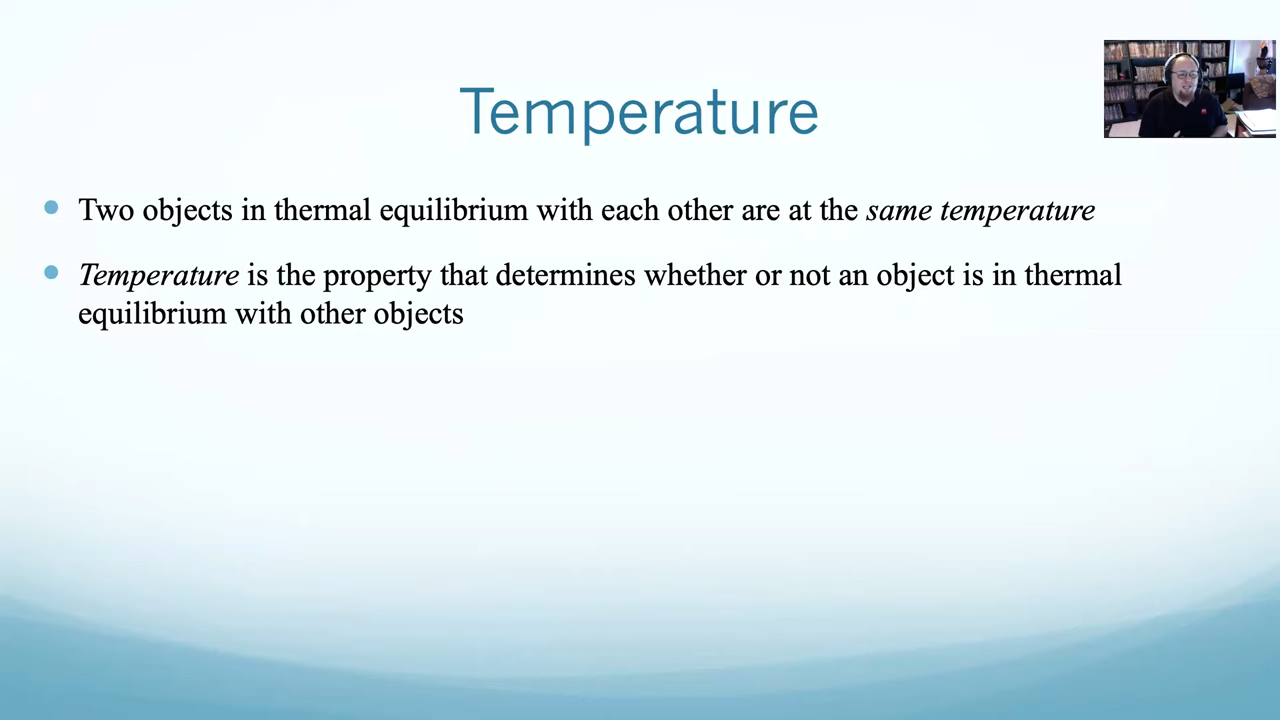 Temperature
Two objects in thermal equilibrium with each other are at the same temperature
Temperature is the property that determines whether or not an object is in thermal
equilibrium with other objects